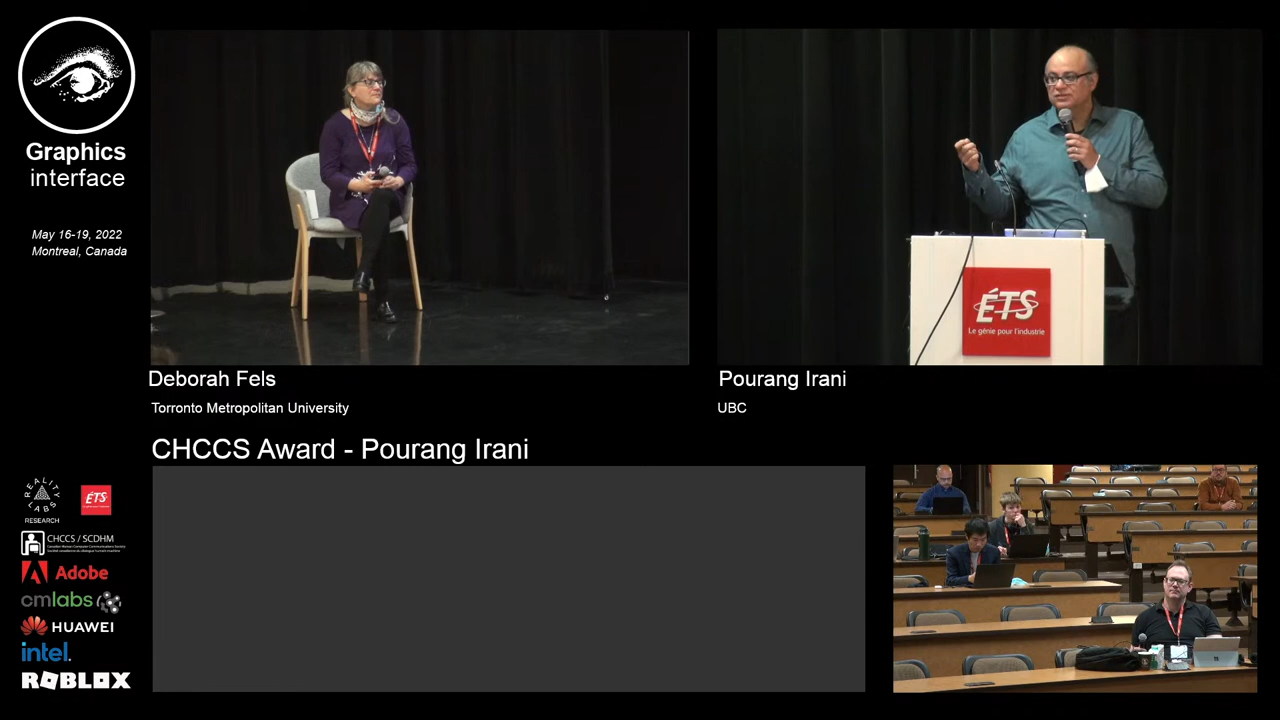 Graphics
interface
May 16-19, 2022
Montreal, Canada
ÉTS
Le génie pour l'industrie
Deborah Fels
Torronto Metropolitan University
Pourang Irani
UBC
CHCCS Award - Pourang Irani
REALITY LABS
RESEARCH
ÉTS
CHCCS / SCDHM
Adobe
cmlabs
HUAWEI
intel.
ROBLOX